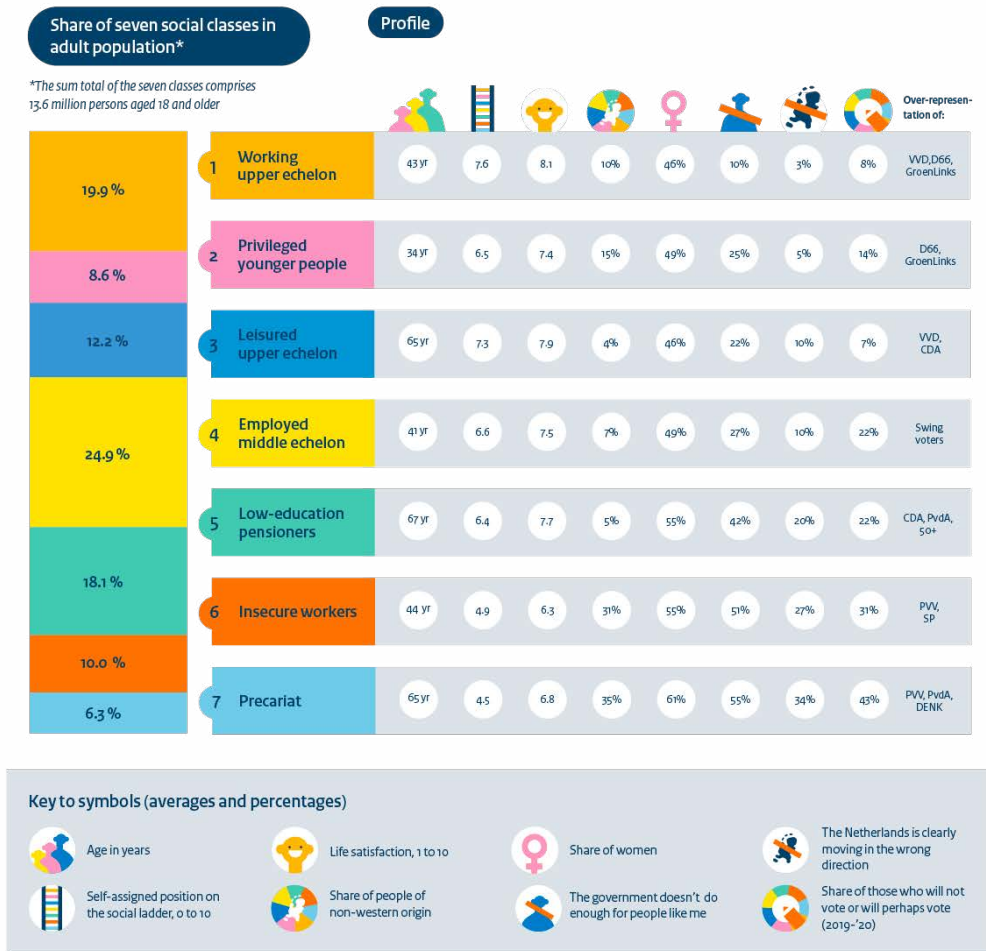 Share of seven social classes in
adult population*
Profile
*The sum total of the seven classes comprises
13.6 million persons aged 18 and older
Over-represen-
tation of:
19.9 %
8.6 %
12.2 %
24.9 %
18.1 %
10.0 %
6.3 %
1 Working
upper echelon
43 yr 7.6 8.1 10% 46% 10% 3% 8%
VVD,D66,
GroenLinks
2 Privileged
younger people
34 yr 6.5 7.4 15% 49% 25% 5% 14%
D66,
GroenLinks
3 Leisured
upper echelon
65 yr 7.3 7.9 4% 46% 22% 10% 7%
VVD,
CDA
4 Employed
middle echelon
41 yr 6.6 7.5 7% 49% 27% 10% 22%
Swing
voters
5 Low-education
pensioners
67 yr 6.4 7.7 5% 55% 42% 20% 22%
CDA, PvdA,
50+
6 Insecure workers
44 yr 4.9 6.3 31% 55% 51% 27% 31%
PVV,
SP
7 Precariat
65 yr 4.5 6.8 35% 61% 55% 34% 43%
PVV, PvdA,
DENK
Key to symbols (averages and percentages)
Age in years
Life satisfaction, 1 to 10
Share of women
The Netherlands is clearly
moving in the wrong
direction
Self-assigned position on
the social ladder, 0 to 10
Share of people of
non-western origin
The government doesn't do
enough for people like me
Share of those who will not
vote or will perhaps vote
(2019-'20)